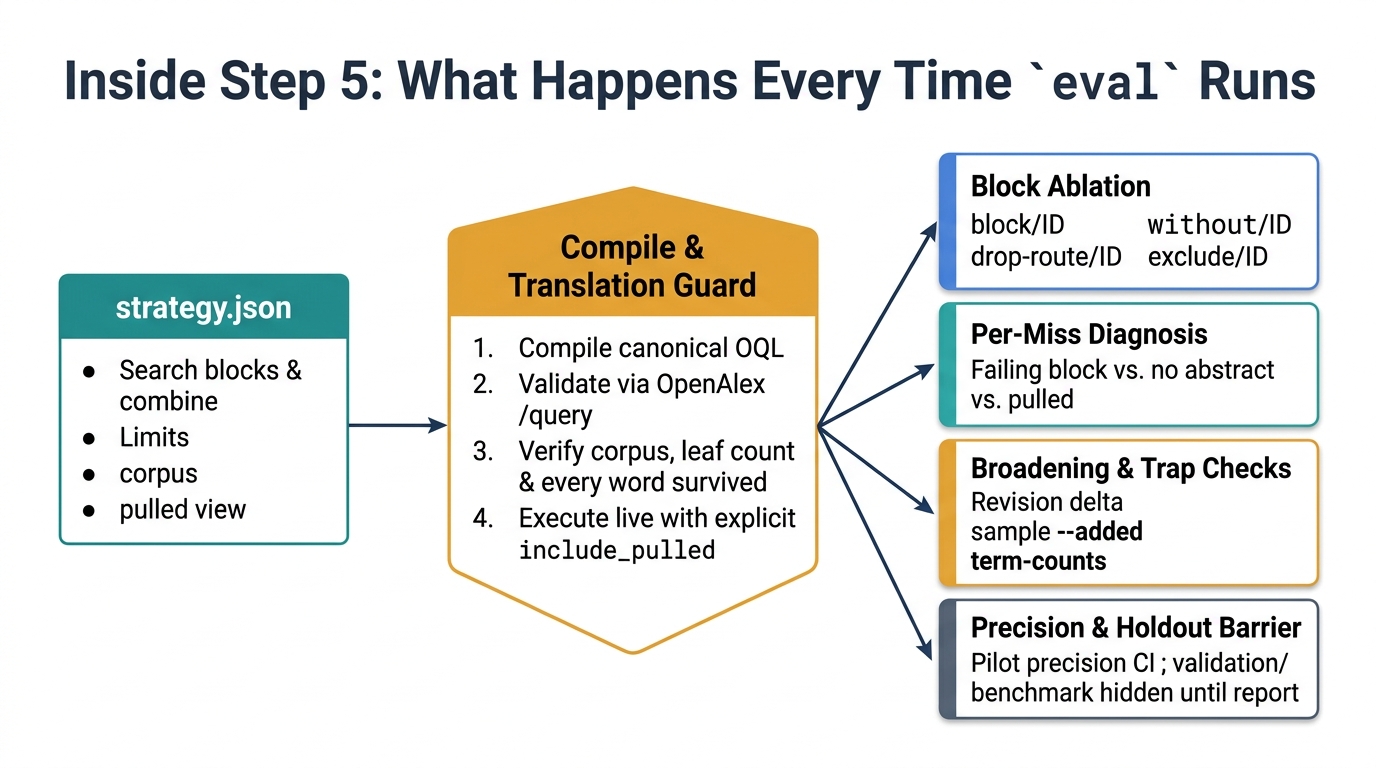 Inside Step 5: What Happens Every Time `eval` Runs
strategy.json
● Search blocks &
combine
● Limits
● corpus
● pulled view
Compile &
Translation Guard
1. Compile canonical OQL
2. Validate via OpenAlex
/query
3. Verify corpus, leaf count
& every word survived
4. Execute live with explicit
include_pulled
Block Ablation
block/ID without/ID
drop-route/ID exclude/ID
Per-Miss Diagnosis
Failing block vs. no abstract
vs. pulled
Broadening & Trap Checks
Revision delta
sample --added
term-counts
Precision & Holdout Barrier
Pilot precision CI ; validation/
benchmark hidden until report